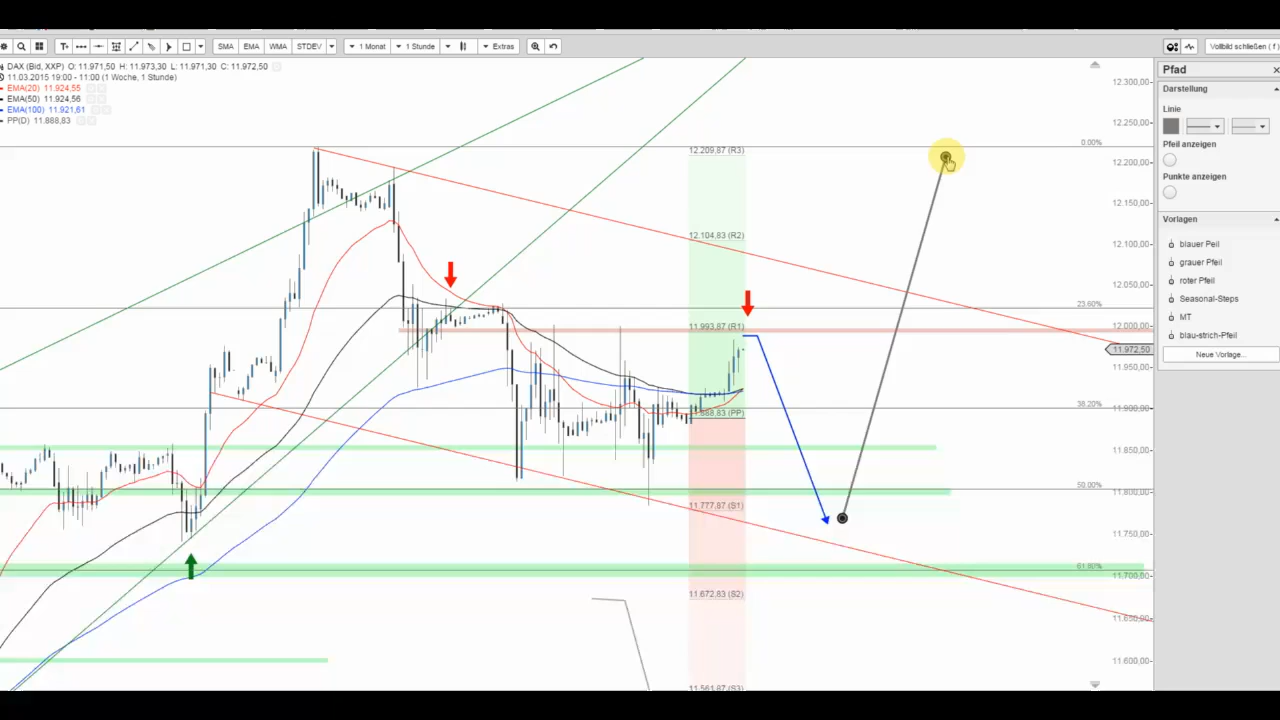 SMA EMA WMA STDEV 1 Monat 1 Stunde Extras Vollbild schließen ( f )
DAX (Bid, XXP) O: 11.971,50 H: 11.973,30 L: 11.971,30 C: 11.972,50
11.03.2015 19:00 - 11:00 (1 Woche, 1 Stunde)
EMA(20) 11.924,55
EMA(50) 11.924,56
EMA(100) 11.921,61
PP(D) 11.888,83
Pfad
Darstellung
Linie
Pfeil anzeigen
Punkte anzeigen
Vorlagen
blauer Peil
grauer Pfeil
roter Pfeil
Seasonal-Steps
MT
blau-strich-Pfeil
Neue Vorlage...
12.300,00
12.250,00
0.00%
12.209,87 (R3)
12.200,00
12.150,00
12.104,83 (R2)
12.100,00
12.050,00
23.60%
11.993,87 (R1)
12.000,00
11.972,50
11.950,00
38.20%
11.900,00
.888,83 (PP)
11.850,00
50.00%
11.800,00
11.777,87 (S1)
11.750,00
61.80%
11.700,00
11.672,83 (S2)
11.650,00
11.600,00
11.561,87 (S3)